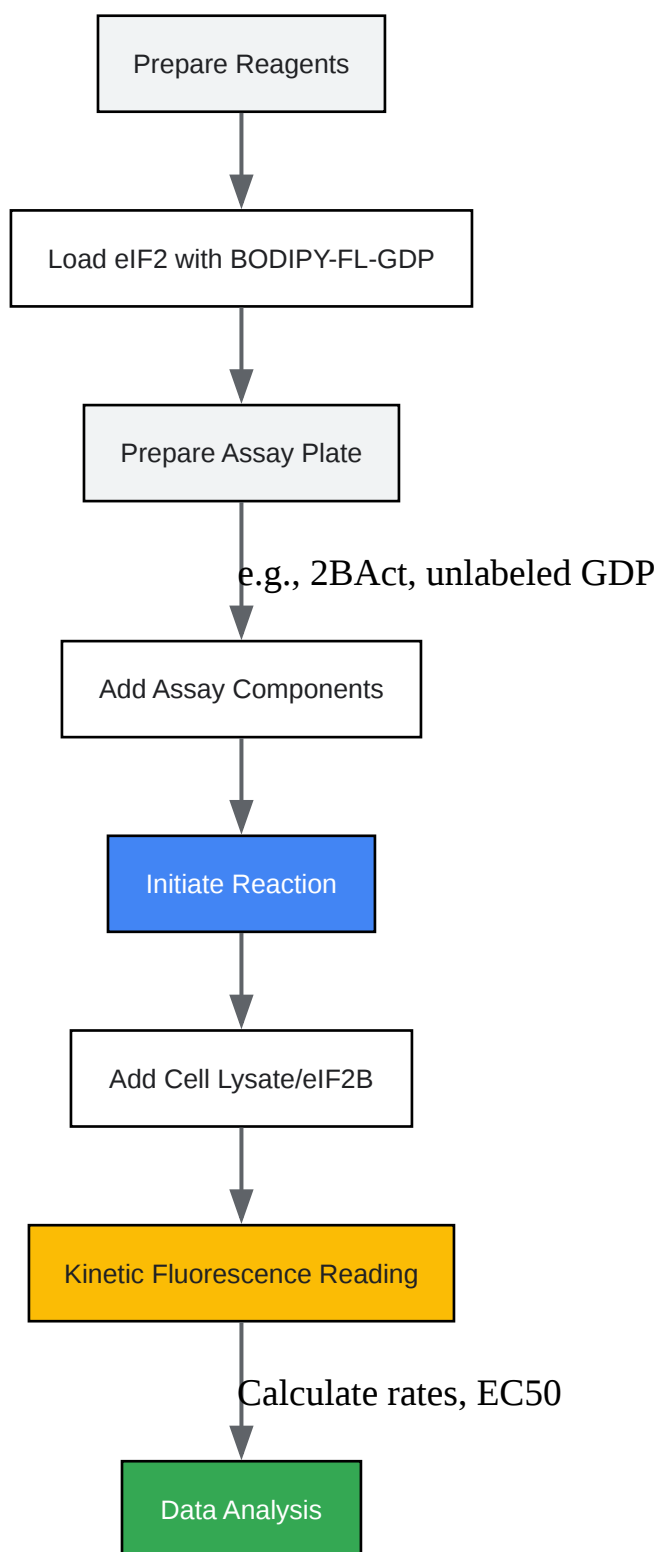 Prepare Reagents
Load eIF2 with BODIPY-FL-GDP
Prepare Assay Plate
e.g., 2BAct, unlabeled GDP
Add Assay Components
Initiate Reaction
Add Cell Lysate/eIF2B
Kinetic Fluorescence Reading
Calculate rates, EC50
Data Analysis